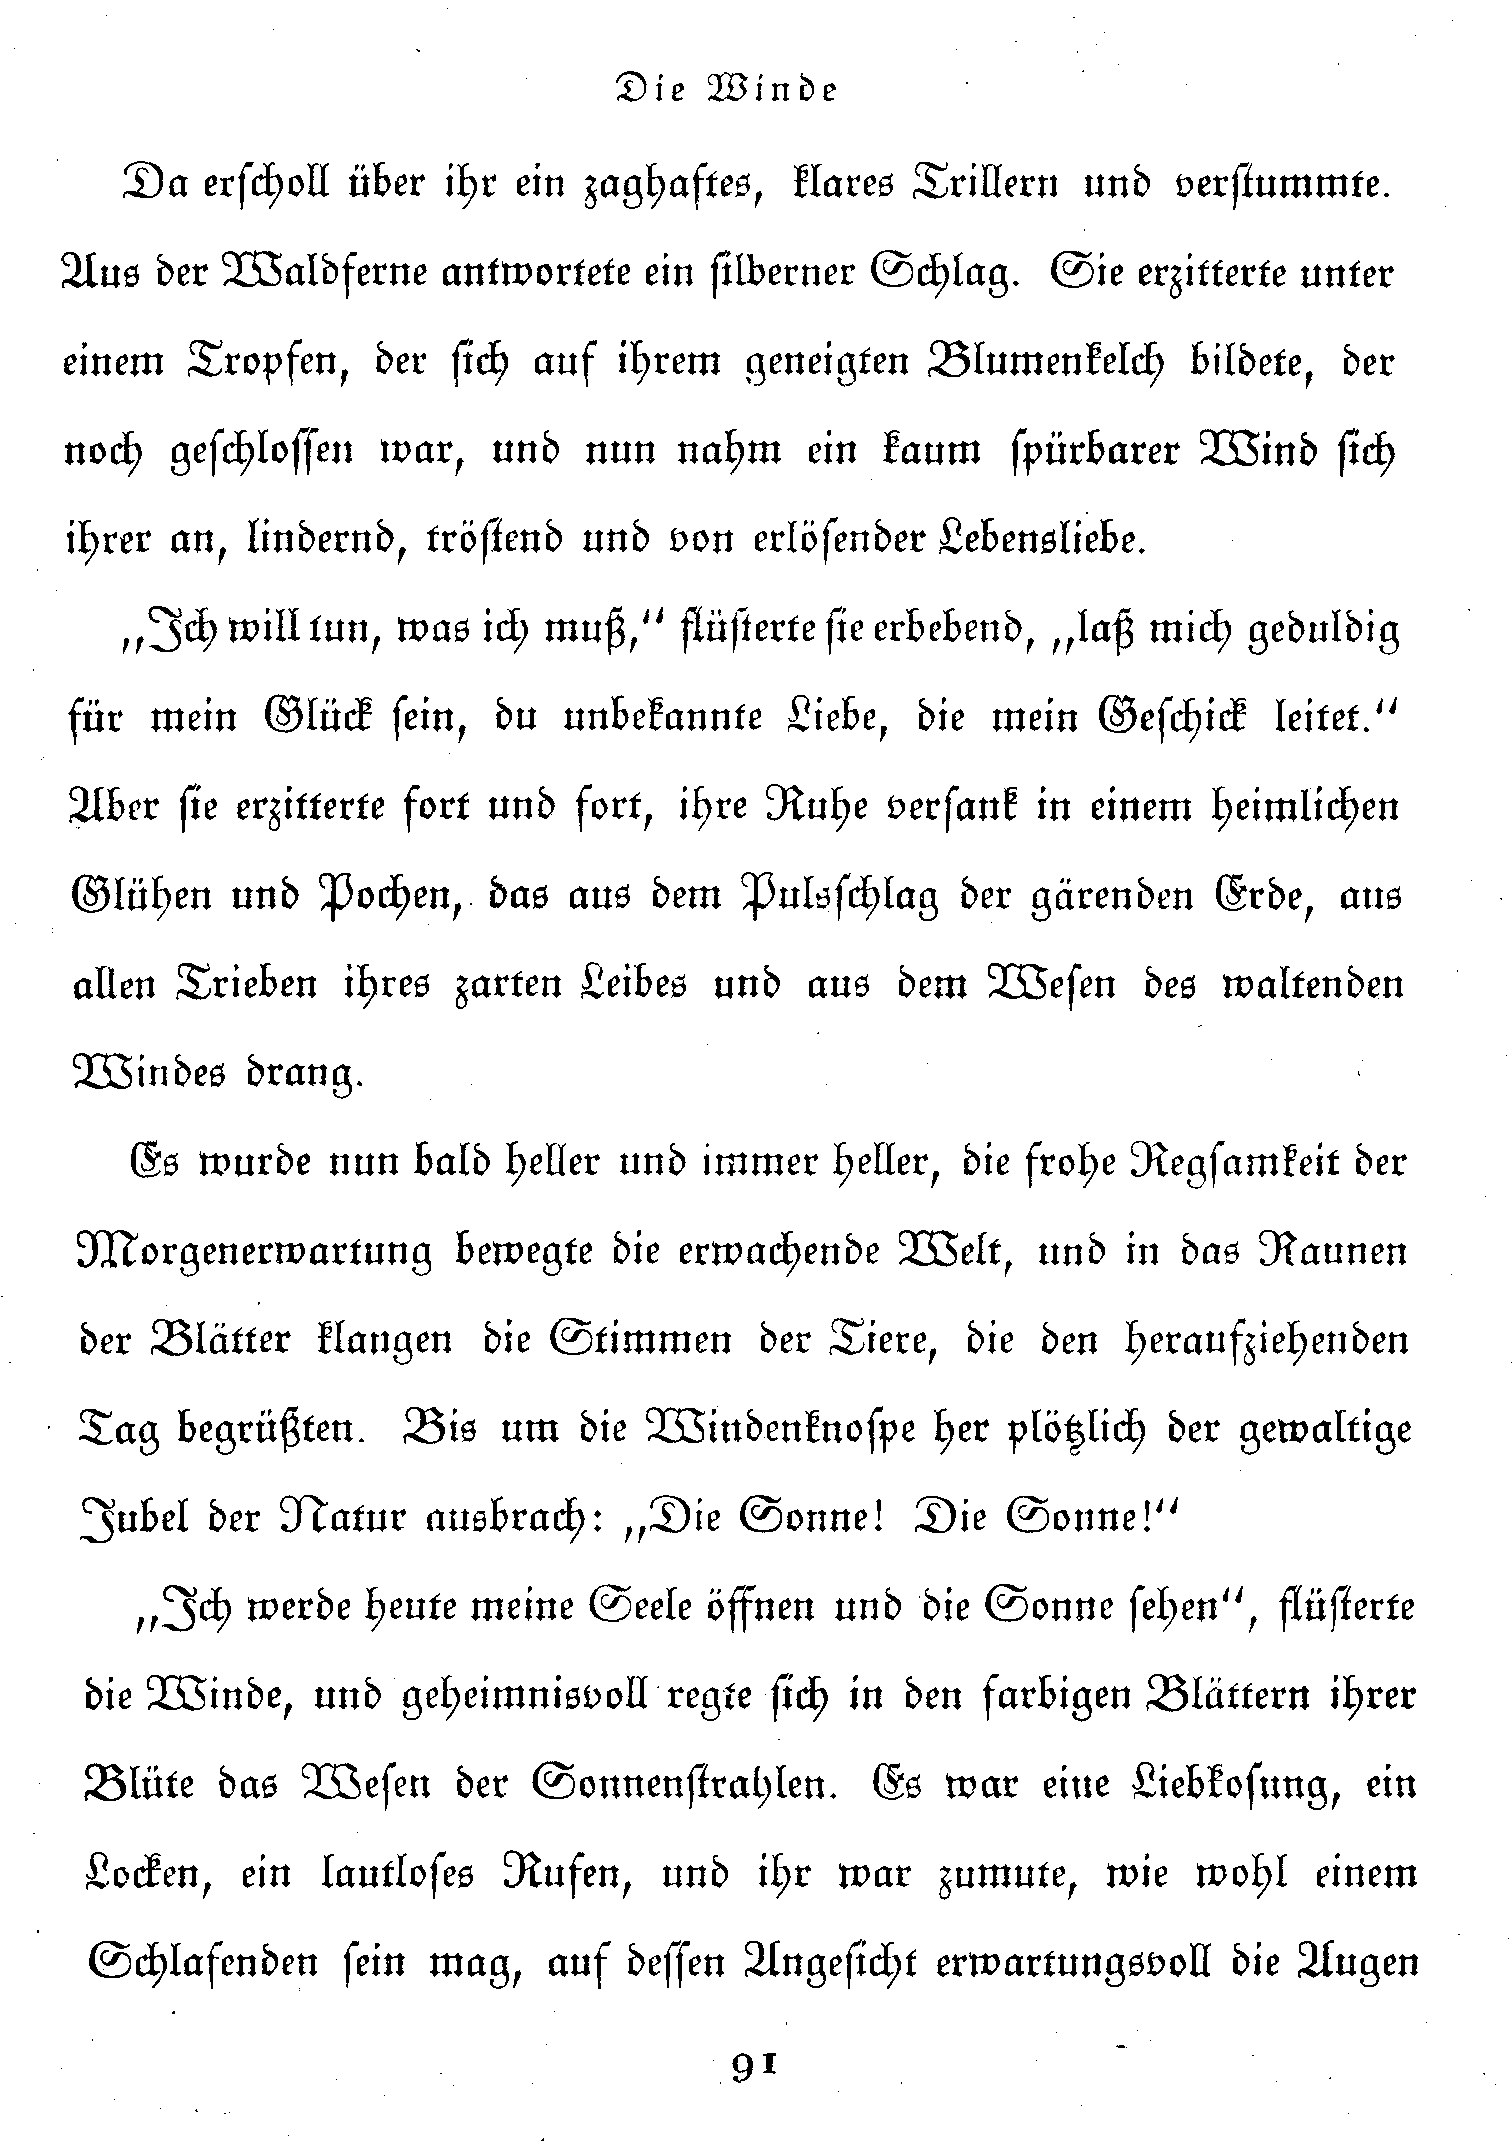 Die Winde
Da erscholl über ihr ein zaghaftes, klares Trillern und verstummte.
Aus der Waldferne antwortete ein silberner Schlag. Sie erzitterte unter
einem Tropfen, der sich auf ihrem geneigten Blumenkelch bildete, der
noch geschlossen war, und nun nahm ein kaum spürbarer Wind sich
ihrer an, lindernd, tröstend und von erlösender Lebensliebe.
„Ich will tun, was ich muß,“ flüsterte sie erbebend, „laß mich geduldig
für mein Glück sein, du unbekannte Liebe, die mein Geschick leitet.“
Aber sie erzitterte fort und fort, ihre Ruhe versank in einem heimlichen
Glühen und Pochen, das aus dem Pulsschlag der gärenden Erde, aus
allen Trieben ihres zarten Leibes und aus dem Wesen des waltenden
Windes drang.
Es wurde nun bald heller und immer heller, die frohe Regsamkeit der
Morgenerwartung bewegte die erwachende Welt, und in das Raunen
der Blätter klangen die Stimmen der Tiere, die den heraufziehenden
Tag begrüßten. Bis um die Windenknospe her plötzlich der gewaltige
Jubel der Natur ausbrach: „Die Sonne! Die Sonne!“
„Ich werde heute meine Seele öffnen und die Sonne sehen“, flüsterte
die Winde, und geheimnisvoll regte sich in den farbigen Blättern ihrer
Blüte das Wesen der Sonnenstrahlen. Es war eine Liebkosung, ein
Locken, ein lautloses Rufen, und ihr war zumute, wie wohl einem
Schlafenden sein mag, auf dessen Angesicht erwartungsvoll die Augen
91